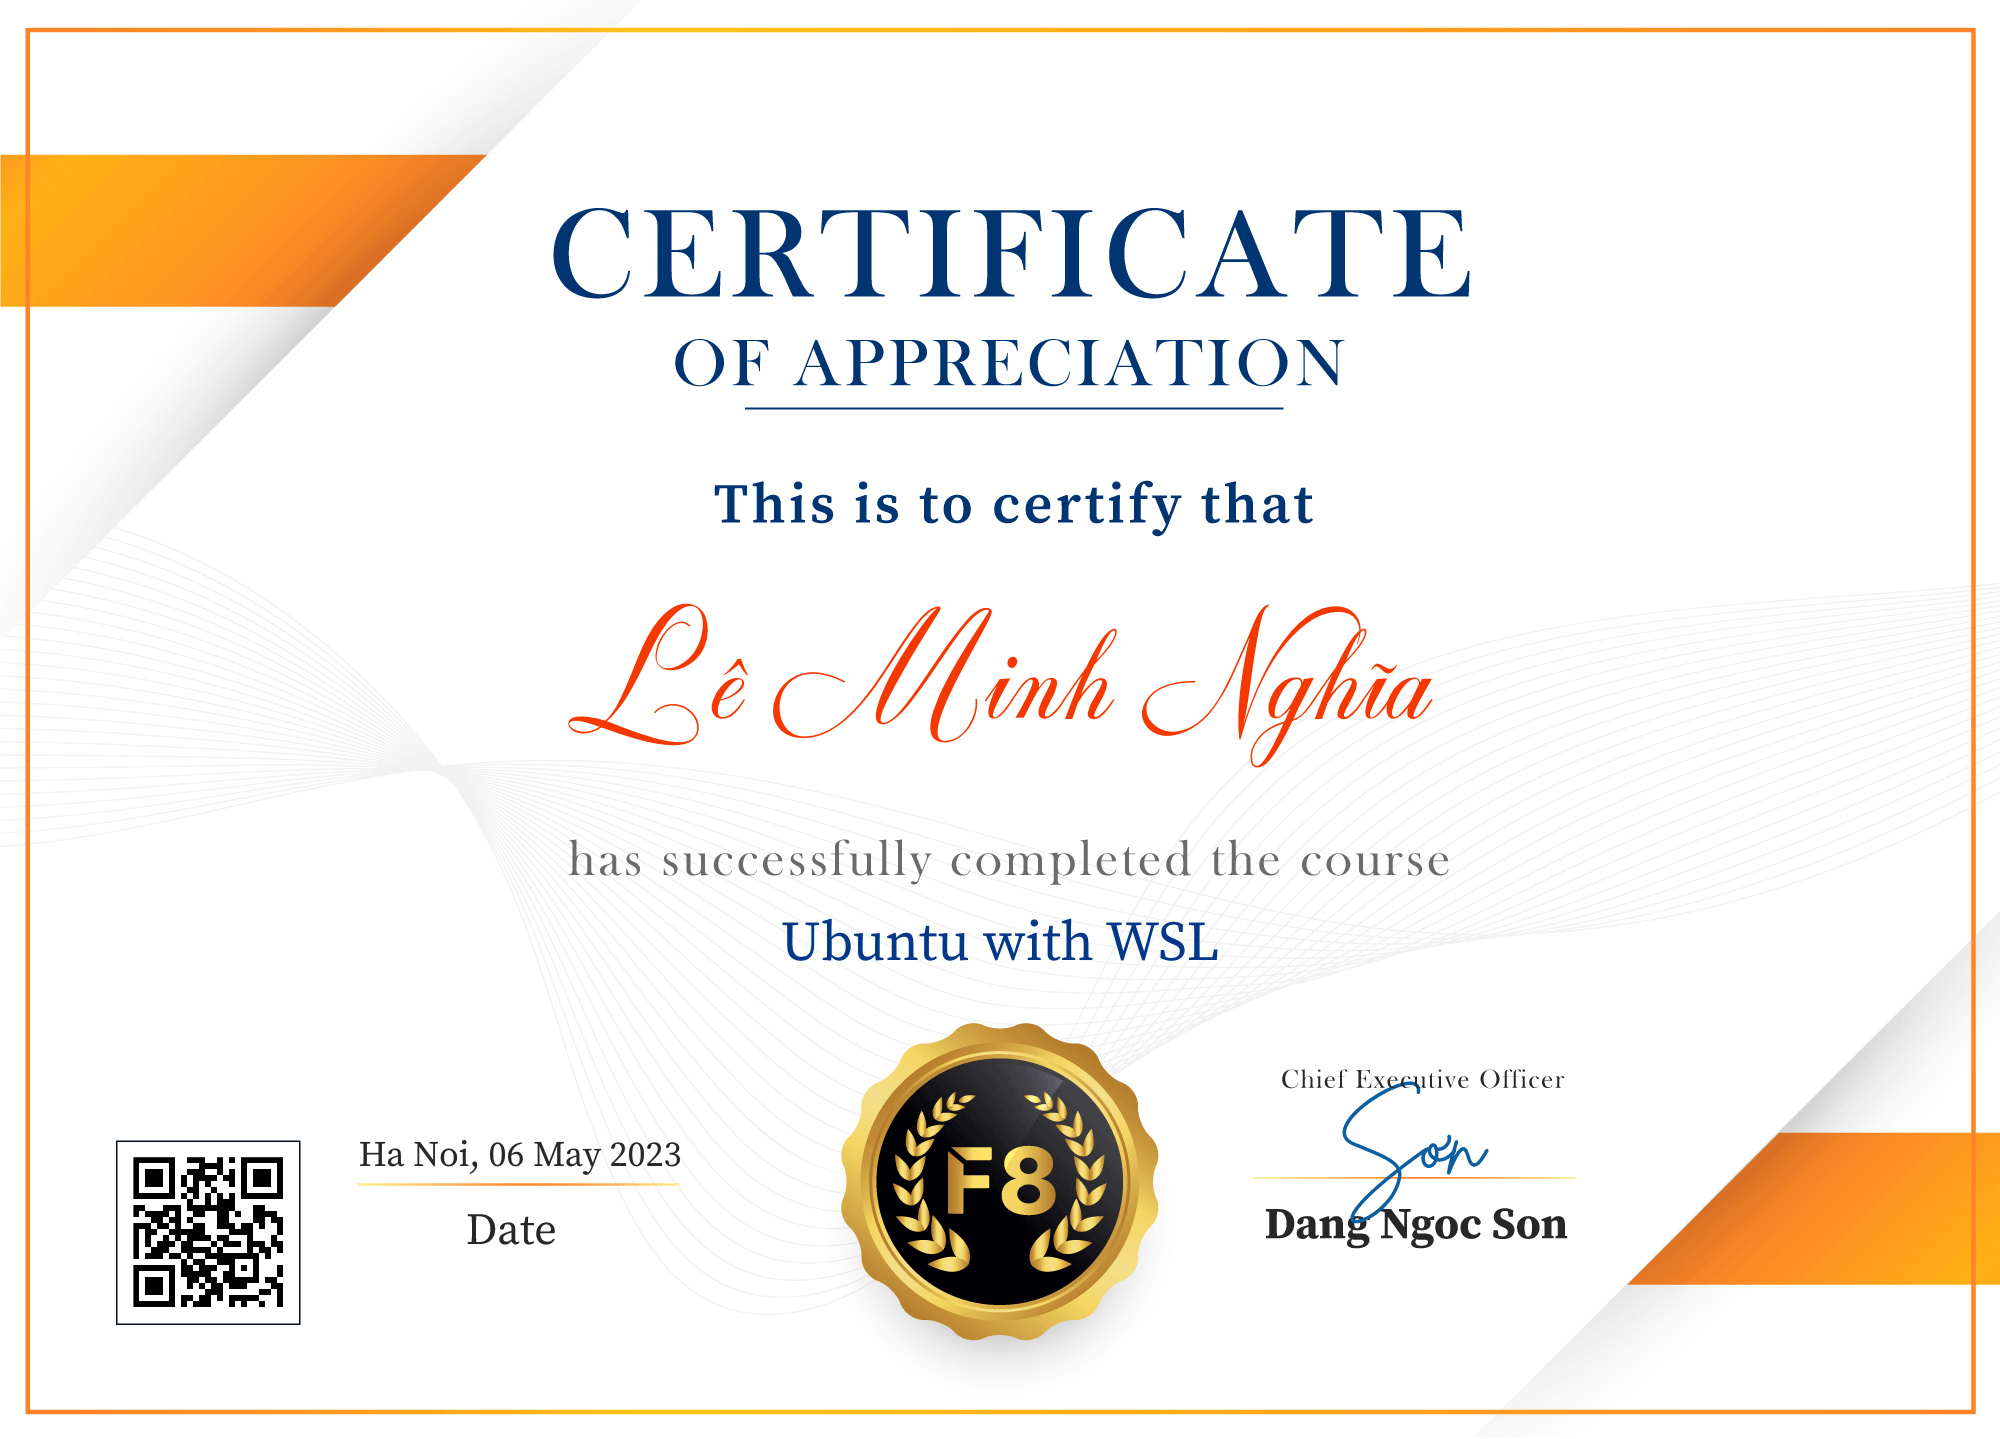 CERTIFICATE
OF APPRECIATION
This is to certify that
Lê Minh Nghĩa
has successfully completed the course
Ubuntu with WSL
Ha Noi, 06 May 2023
Date
F8
Chief Executive Officer
Son
Dang Ngoc Son